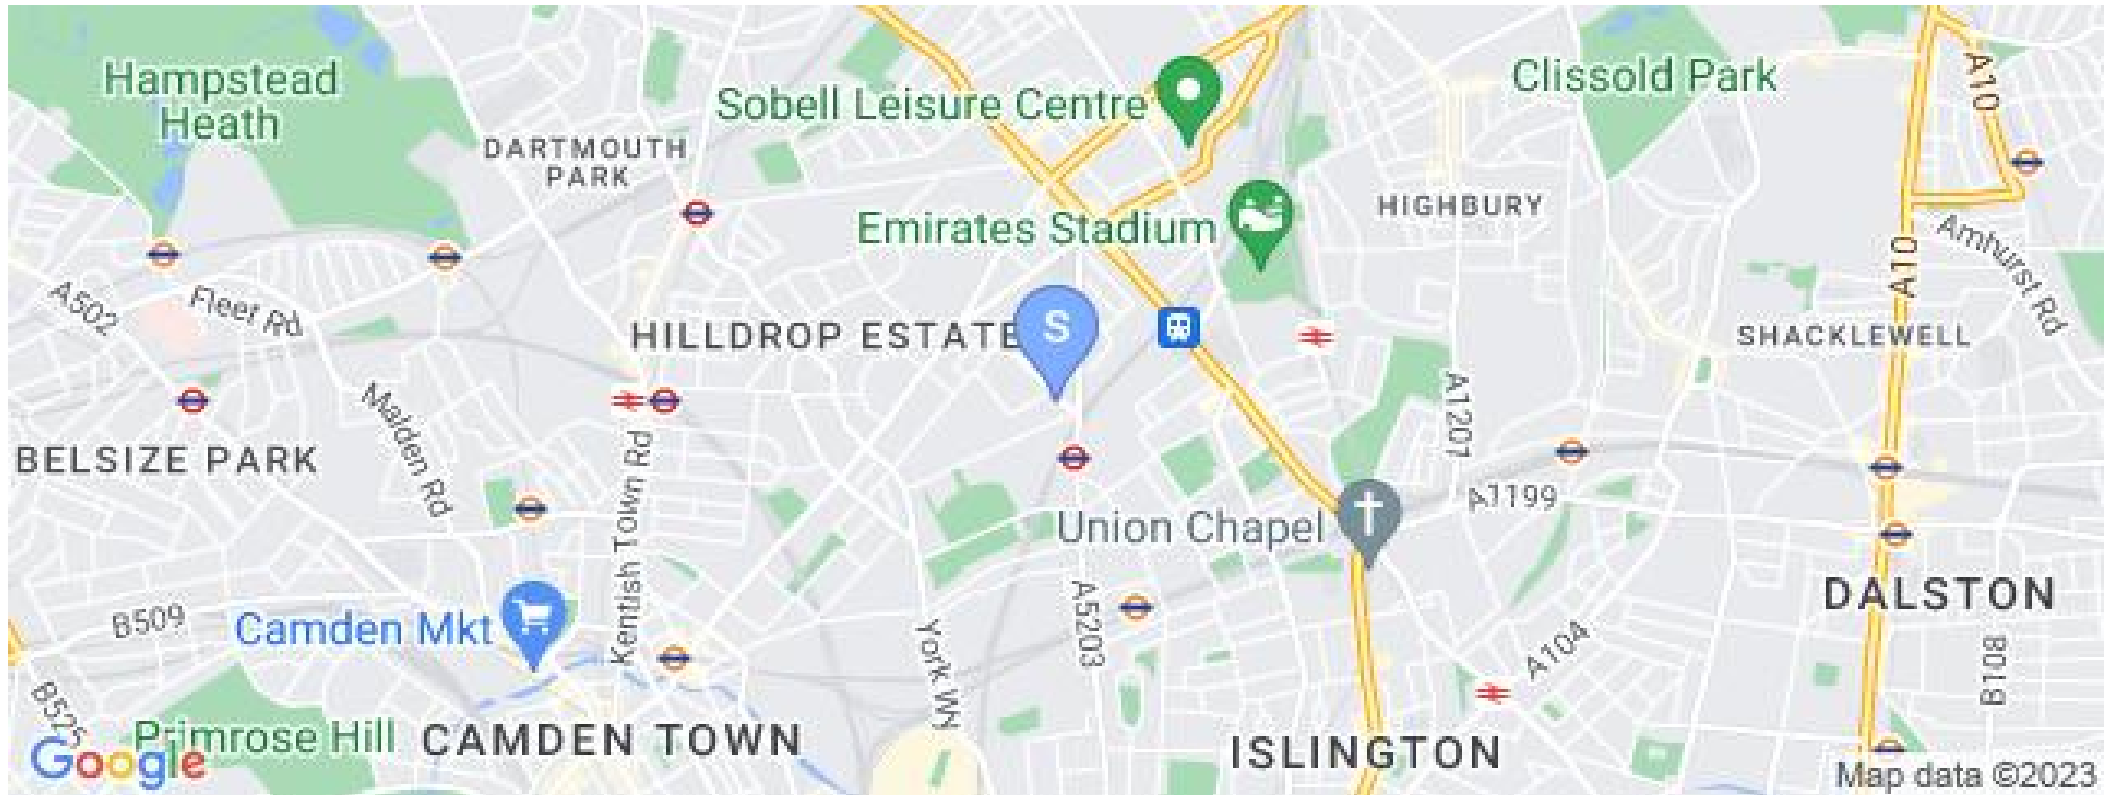 Hampstead
Heath
Sobell Leisure Centre
Clissold Park
A10
DARTMOUTH
PARK
Emirates Stadium
HIGHBURY
A10
Amhurst Rd
A502
Fleet Rd
HILLDROP ESTATE
S
SHACKLEWELL
Malden Rd
A1201
BELSIZE PARK
Kentish Town Rd
A1199
Union Chapel
DALSTON
B509
Camden Mkt
York Wy
A5203
A104
B108
B525
Primrose Hill
CAMDEN TOWN
ISLINGTON
Google
Map data ©2023